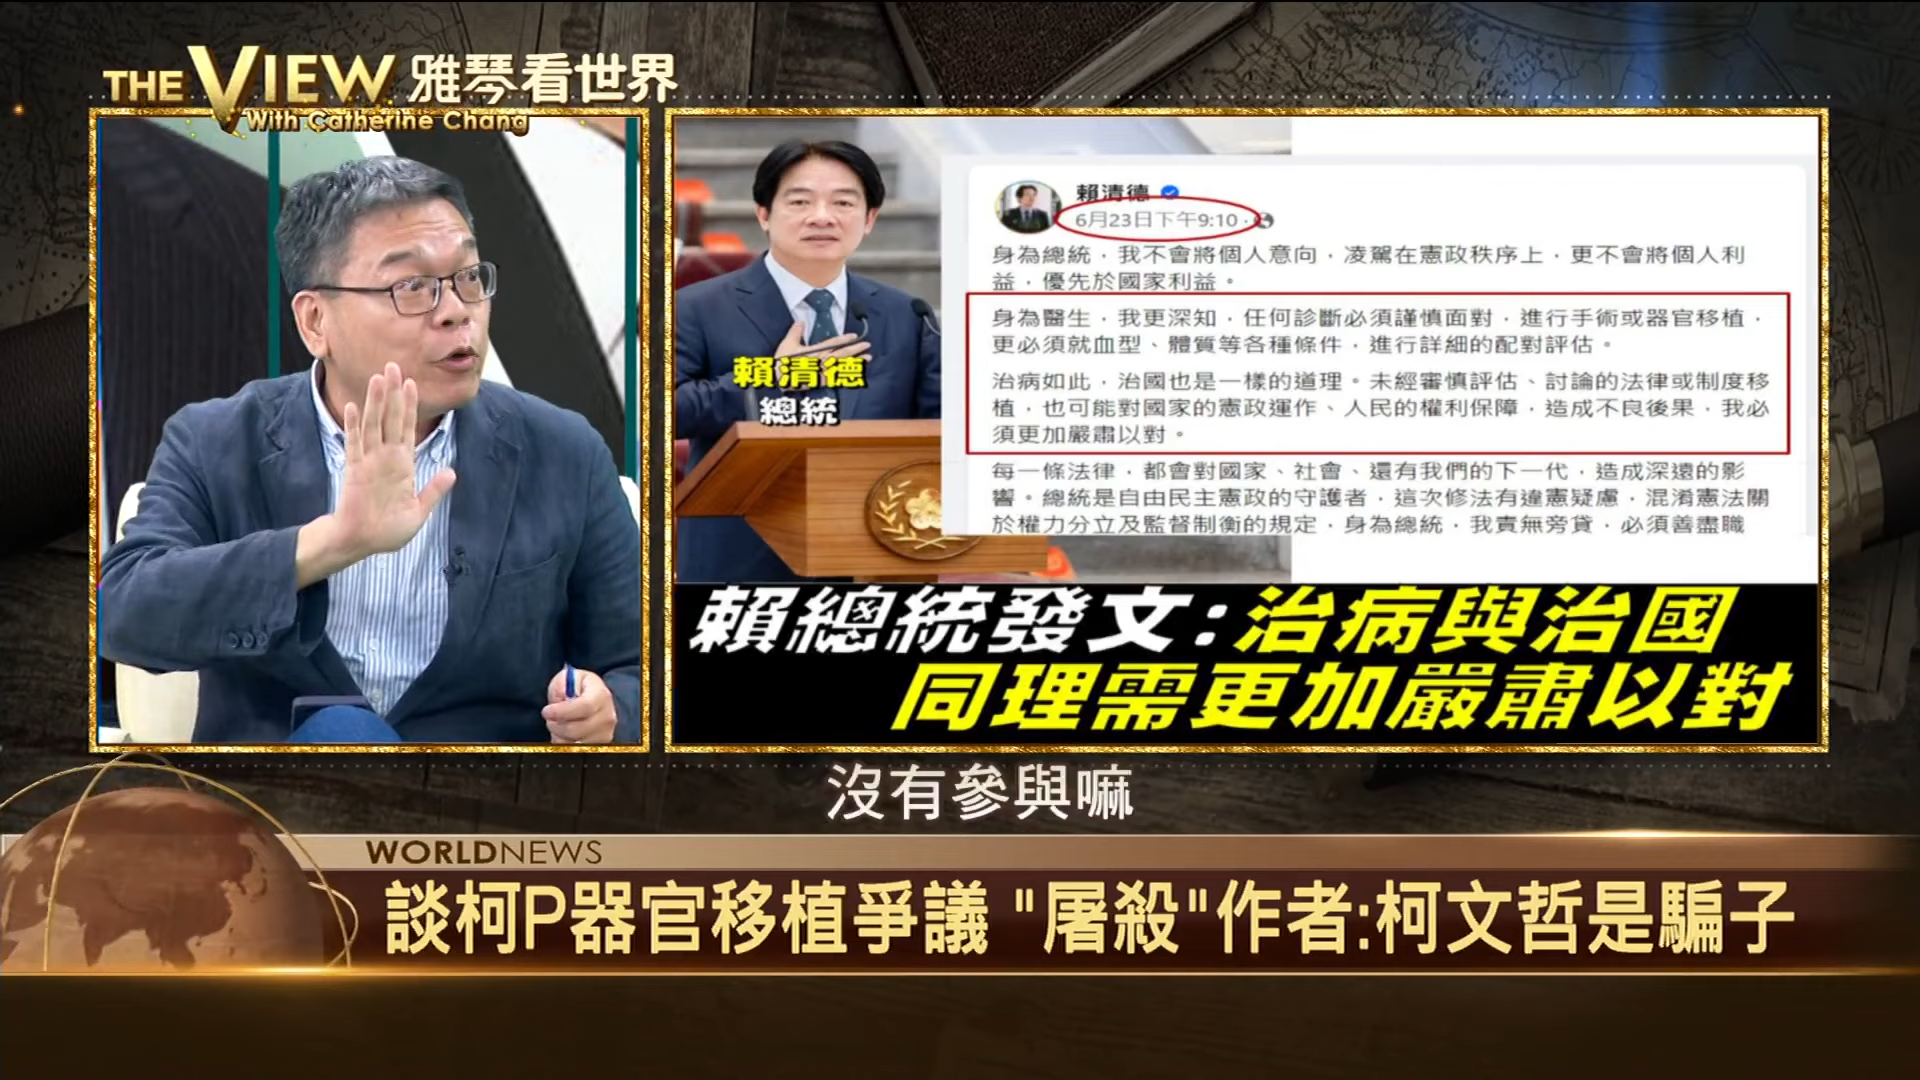 THE VIEW 雅琴看世界
With Catherine Chang
賴清德
6月23日下午9:10
身為總統，我不會將個人意向，凌駕在憲政秩序上，更不會將個人利
益，優先於國家利益。
身為醫生，我更深知，任何診斷必須謹慎面對，進行手術或器官移植，
更必須就血型、體質等各種條件，進行詳細的配對評估。
治病如此，治國也是一樣的道理。未經審慎評估、討論的法律或制度移
植，也可能對國家的憲政運作、人民的權利保障，造成不良後果，我必
須更加嚴肅以對。
每一條法律，都會對國家、社會、還有我們的下一代，造成深遠的影
響。總統是自由民主憲政的守護者，這次修法有違憲疑慮，混淆憲法關
於權力分立及監督制衡的規定，身為總統，我責無旁貸，必須善盡職
賴清德
總統
賴總統發文:治病與治國
同理需更加嚴肅以對
沒有參與嘛
WORLDNEWS
談柯P器官移植爭議 "屠殺"作者:柯文哲是騙子